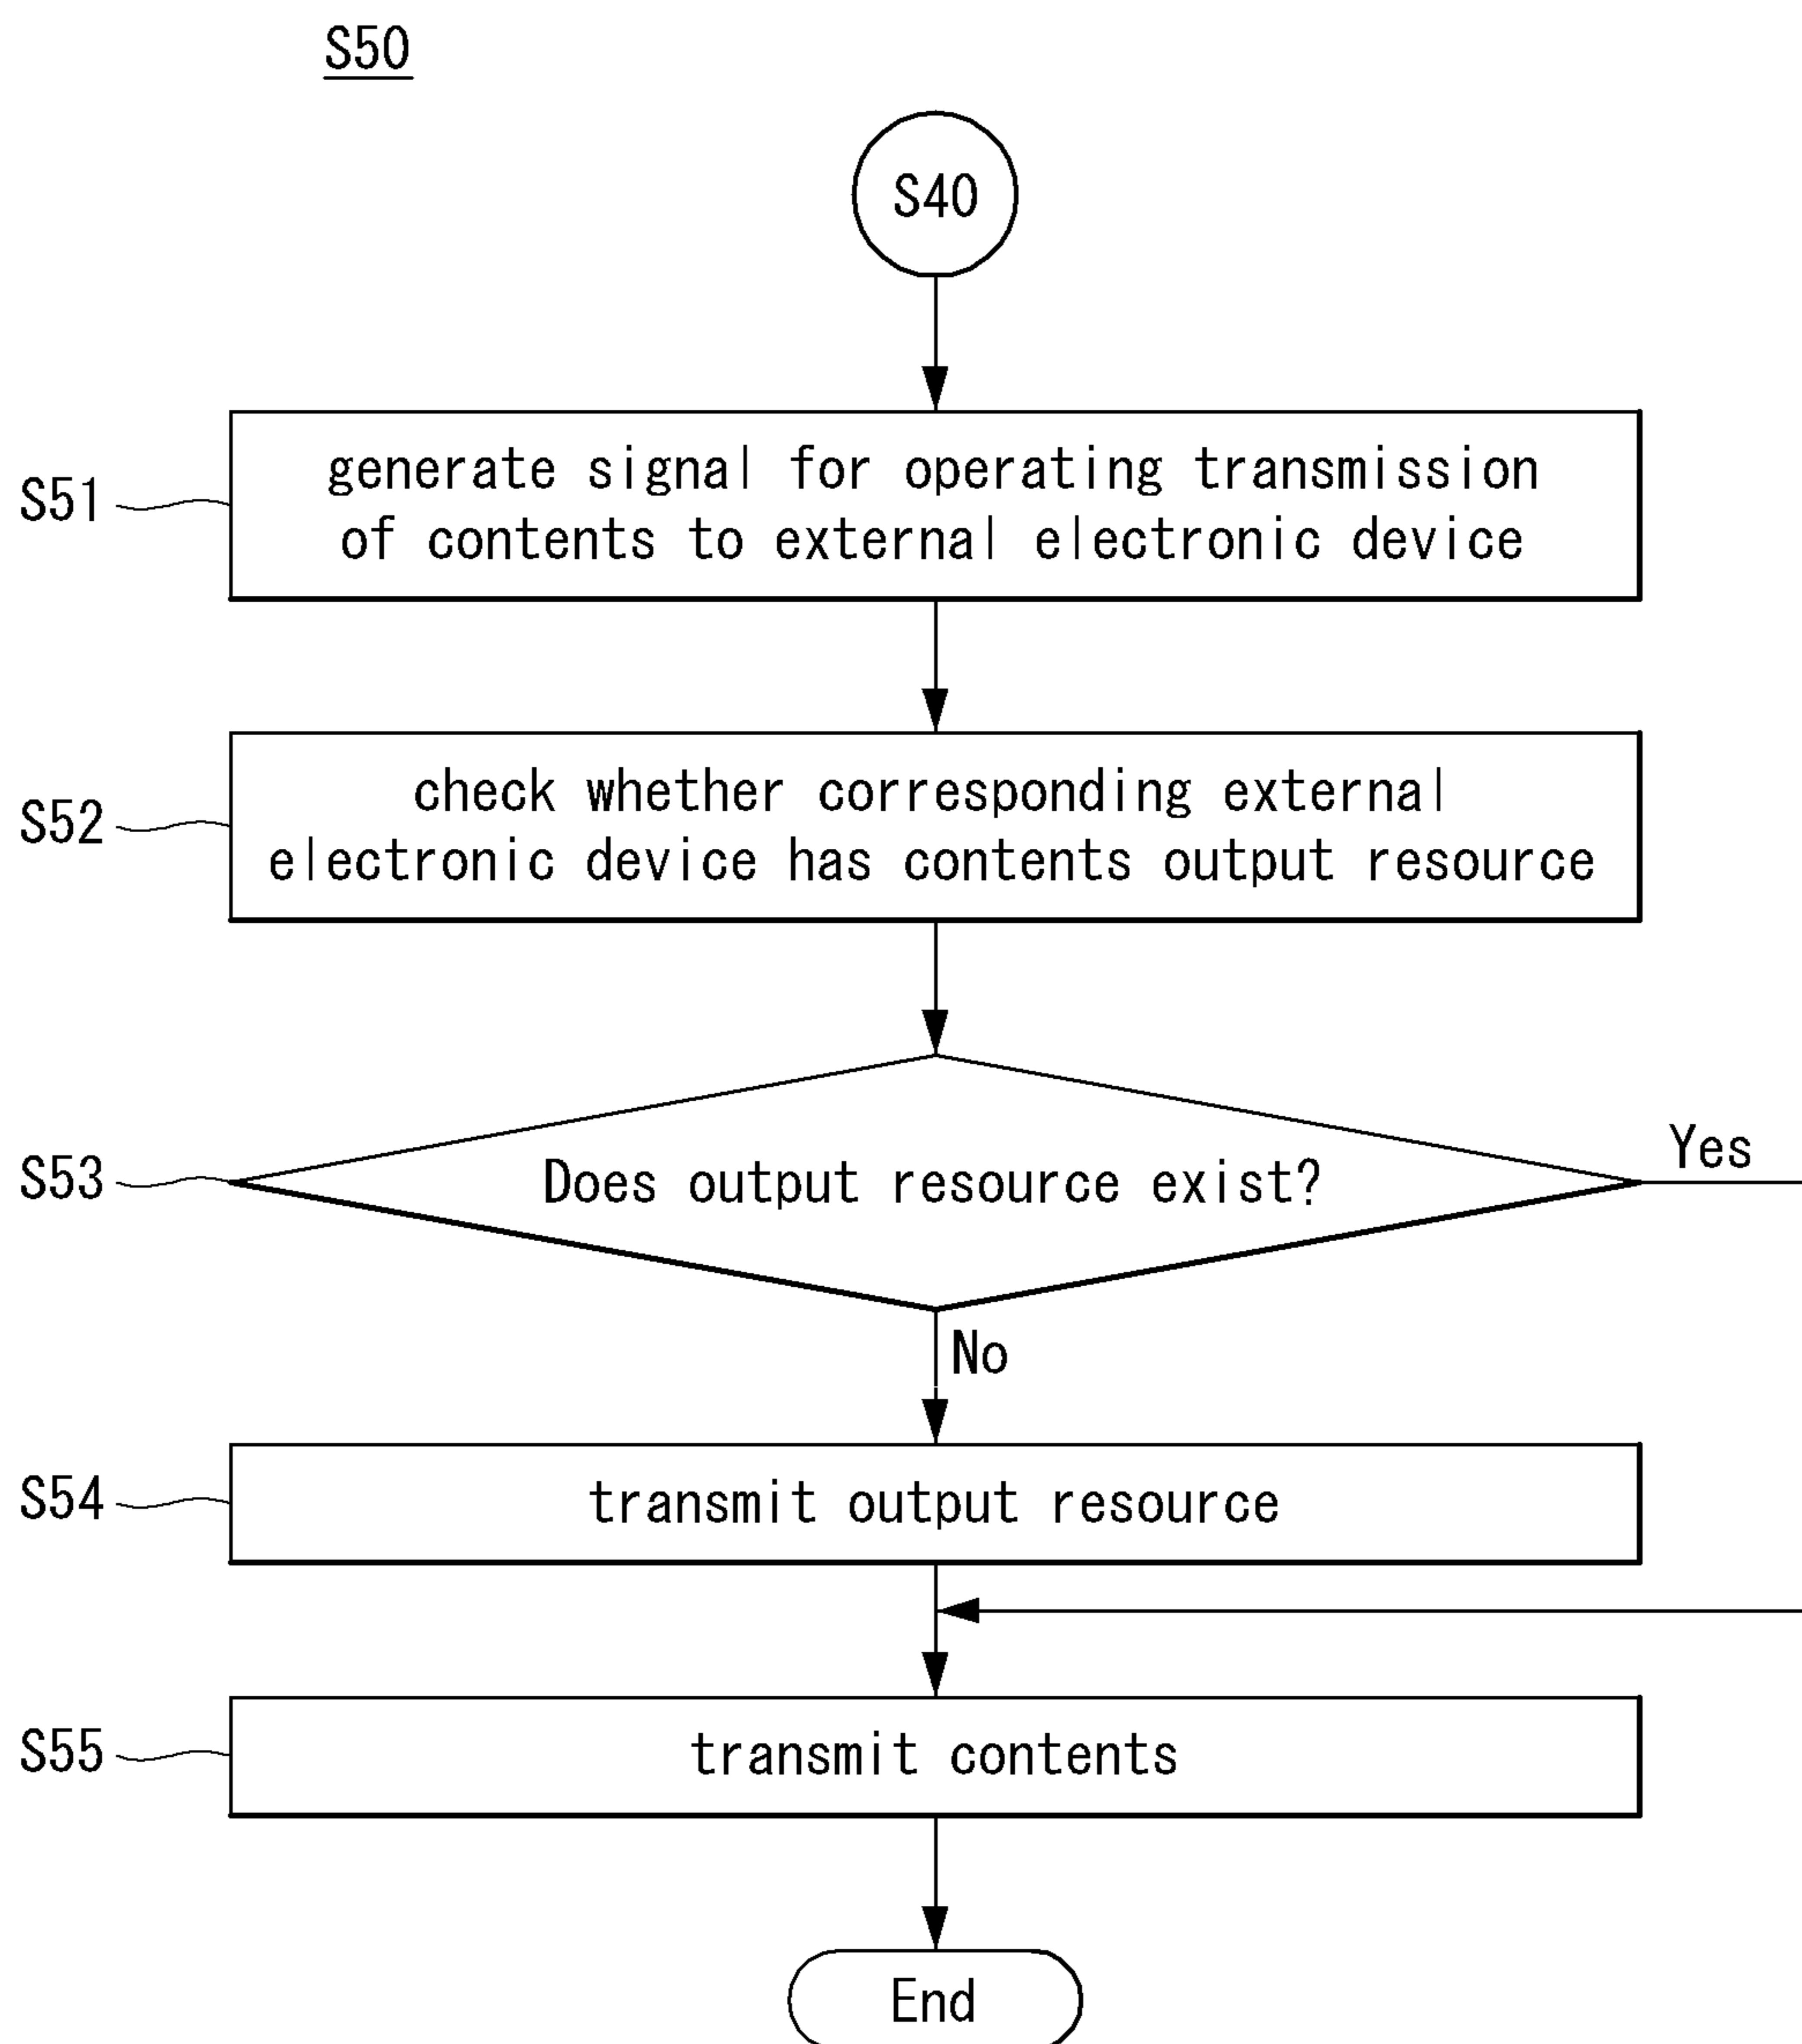 S50
S40
S51
generate signal for operating transmission
of contents to external electronic device
S52
check whether corresponding external
electronic device has contents output resource
S53
Does output resource exist?
Yes
No
S54
transmit output resource
S55
transmit contents
End